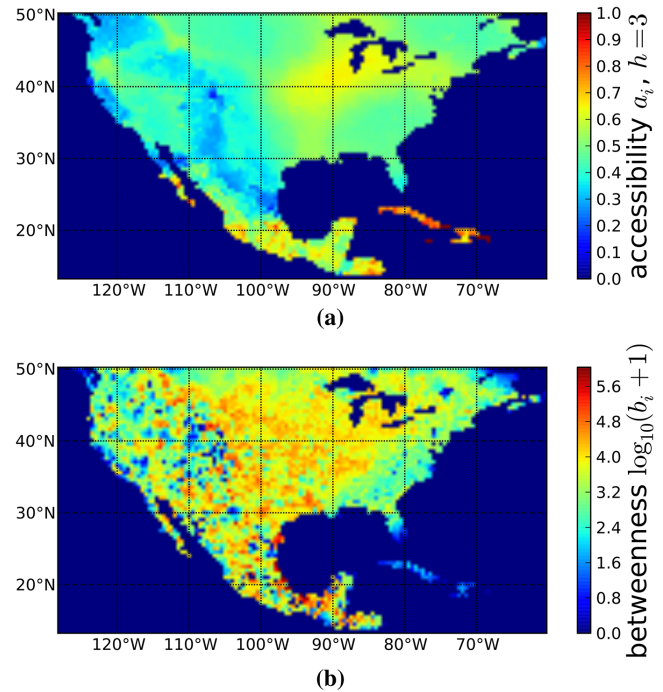 50°N
40°N
30°N
20°N
120°W 110°W 100°W 90°W 80°W 70°W
1.0
0.9
0.8
0.7
0.6
0.5
0.4
0.3
0.2
0.1
0.0
accessibility a_i, h=3
(a)
50°N
40°N
30°N
20°N
120°W 110°W 100°W 90°W 80°W 70°W
5.6
4.8
4.0
3.2
2.4
1.6
0.8
0.0
betweenness log₁₀(b_i + 1)
(b)